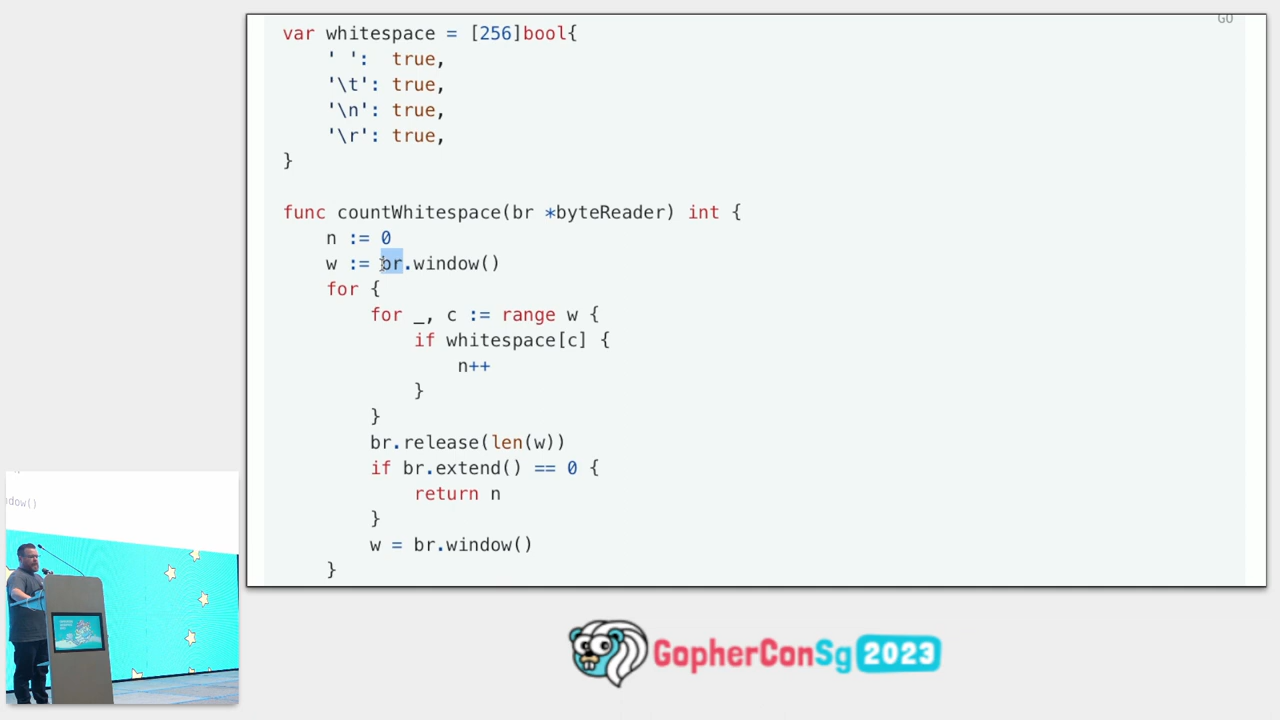 GO
var whitespace = [256]bool{
    ' ':  true,
    '\t': true,
    '\n': true,
    '\r': true,
}

func countWhitespace(br *byteReader) int {
    n := 0
    w := br.window()
    for {
        for _, c := range w {
            if whitespace[c] {
                n++
            }
        }
        br.release(len(w))
        if br.extend() == 0 {
            return n
        }
        w = br.window()
    }
dow()
GopherConSg 2023